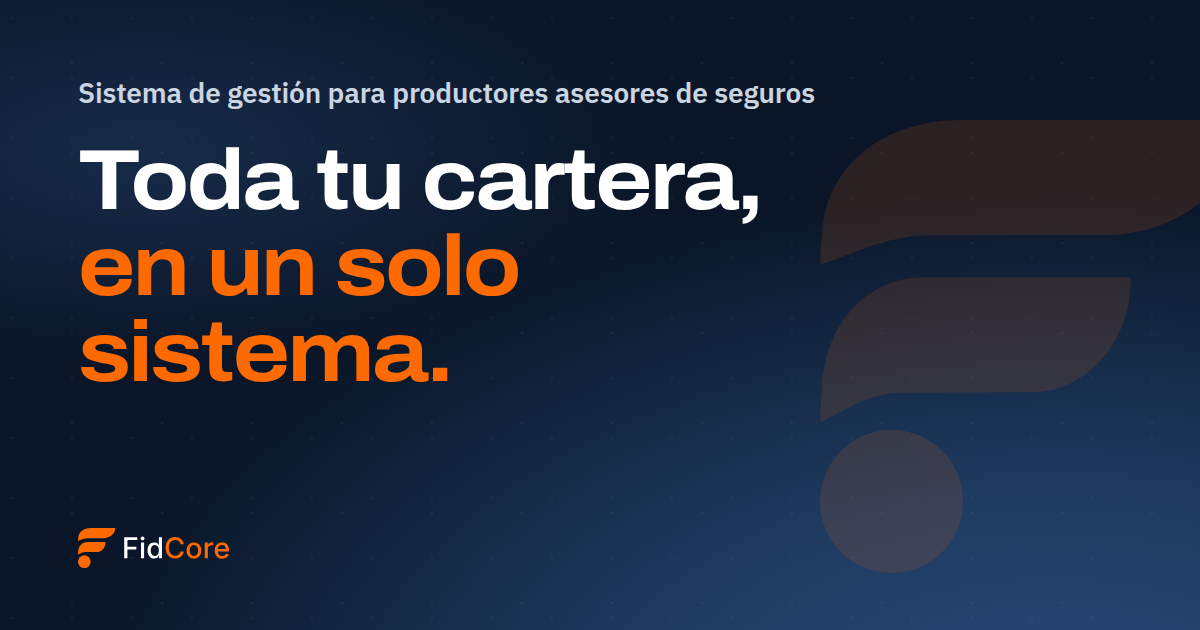 Sistema de gestión para productores asesores de seguros
Toda tu cartera,
en un solo
sistema.
FidCore